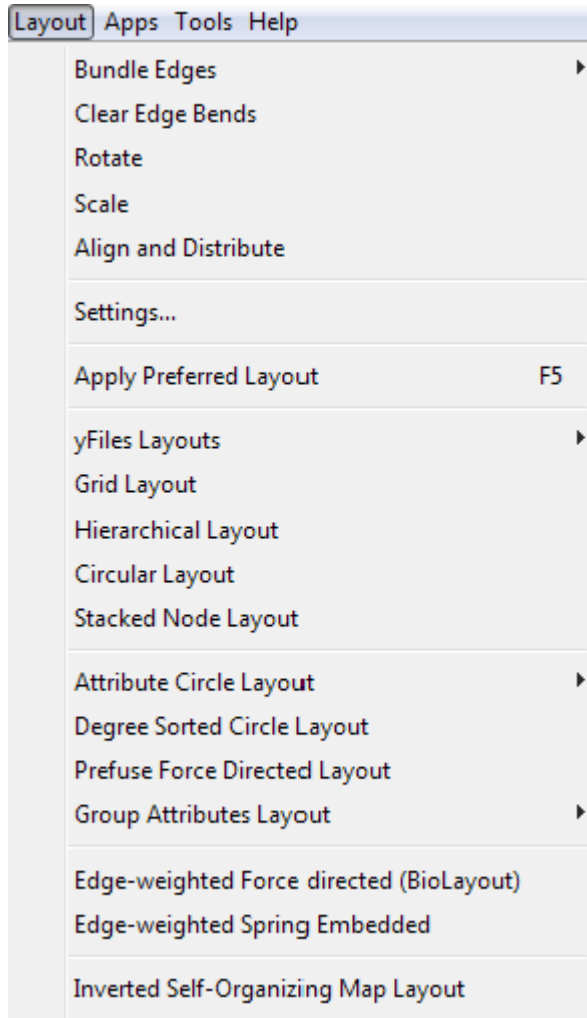 Layout Apps Tools Help
Bundle Edges
Clear Edge Bends
Rotate
Scale
Align and Distribute
Settings...
Apply Preferred Layout F5
yFiles Layouts
Grid Layout
Hierarchical Layout
Circular Layout
Stacked Node Layout
Attribute Circle Layout
Degree Sorted Circle Layout
Prefuse Force Directed Layout
Group Attributes Layout
Edge-weighted Force directed (BioLayout)
Edge-weighted Spring Embedded
Inverted Self-Organizing Map Layout